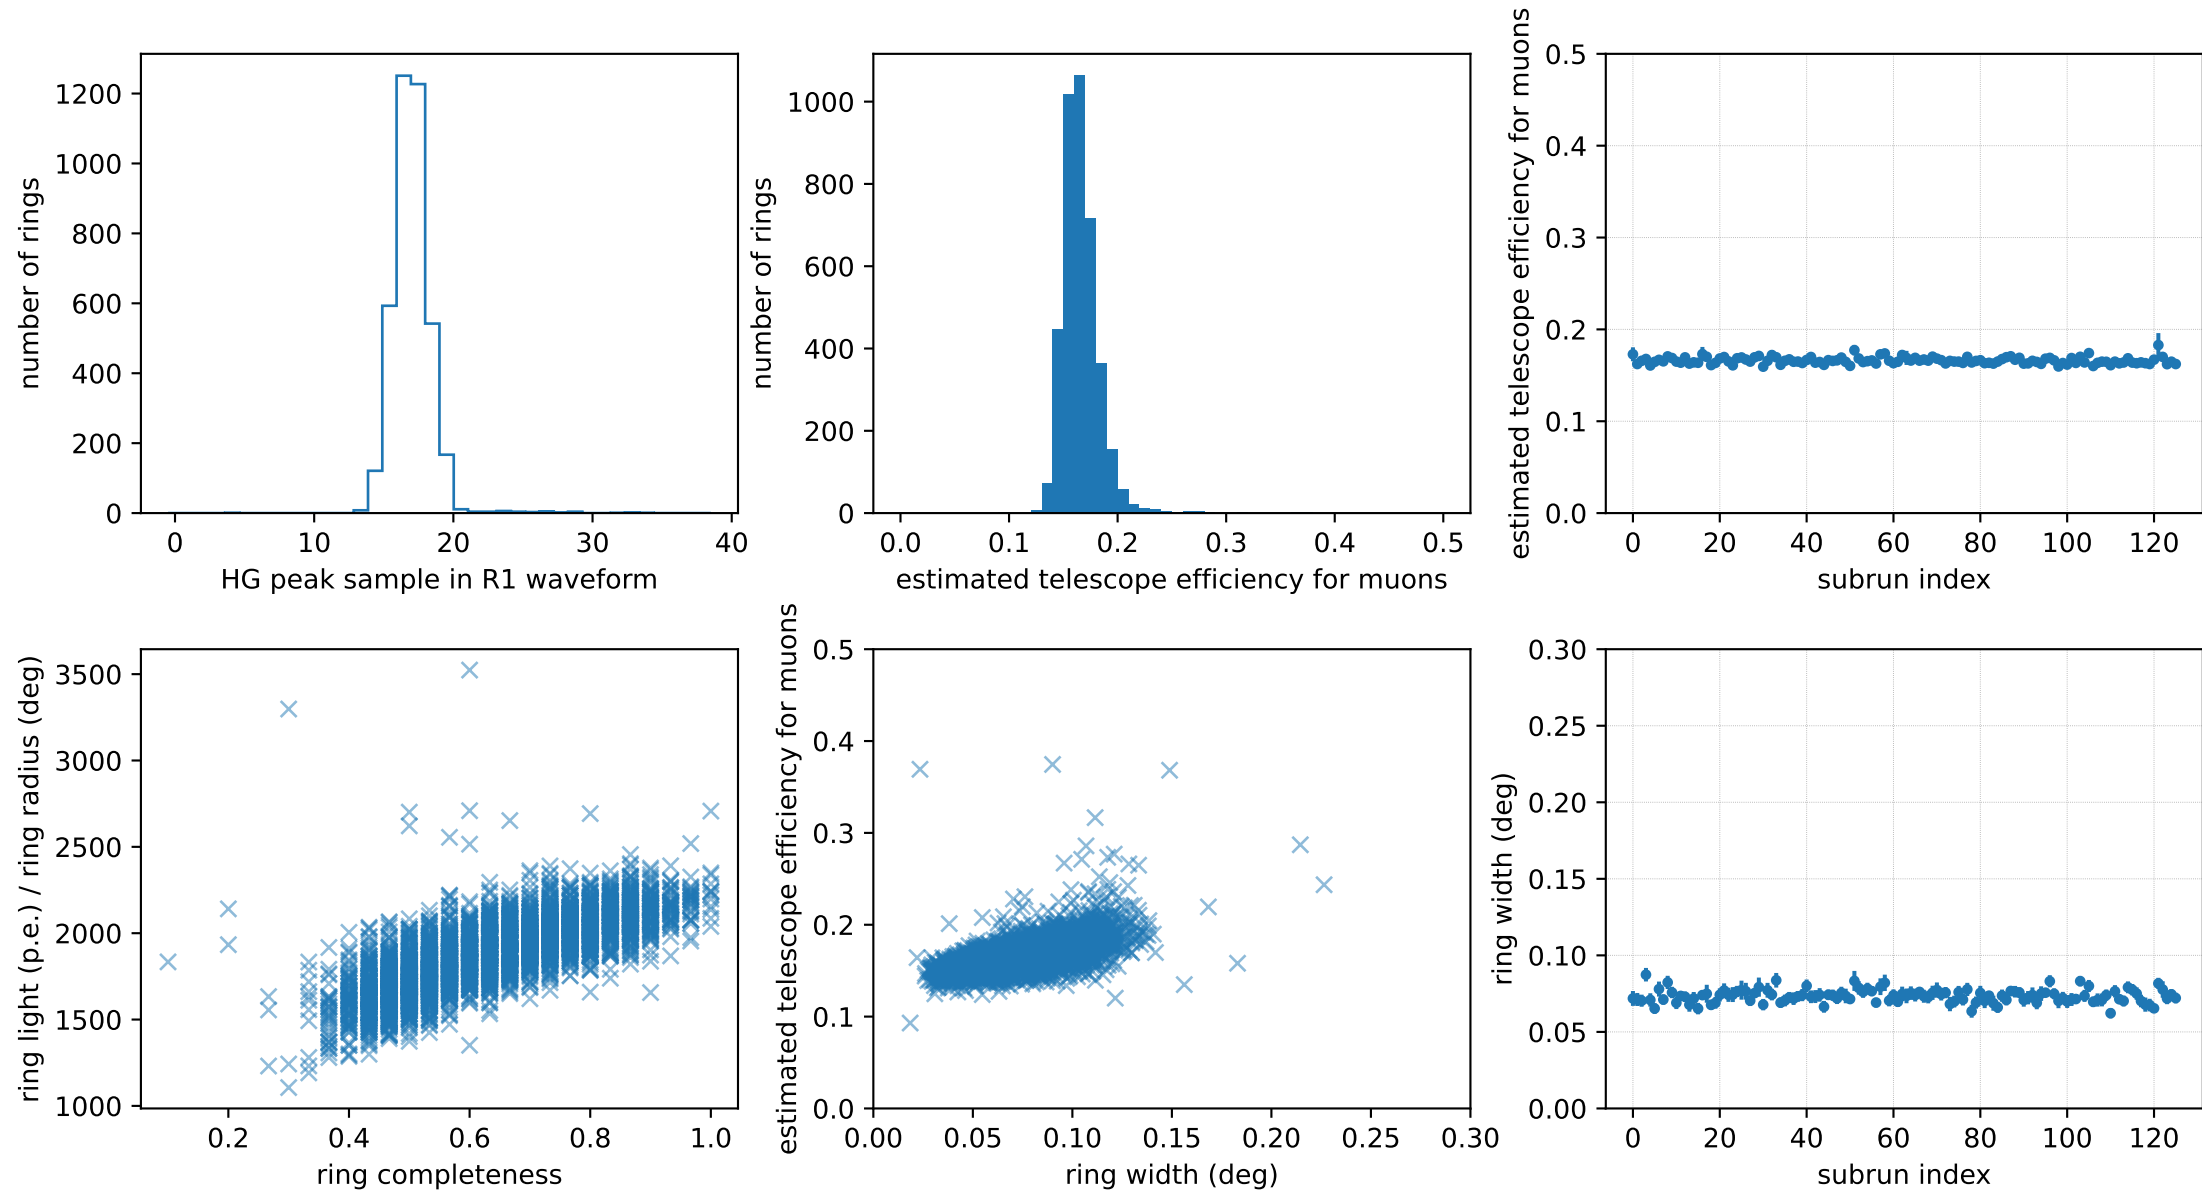 number of rings
1200
1000
800
600
400
200
0
0 10 20 30 40
HG peak sample in R1 waveform
number of rings
1000
800
600
400
200
0
0.0 0.1 0.2 0.3 0.4 0.5
estimated telescope efficiency for muons
estimated telescope efficiency for muons
0.5
0.4
0.3
0.2
0.1
0.0
0 20 40 60 80 100 120
subrun index
ring light (p.e.) / ring radius (deg)
3500
3000
2500
2000
1500
1000
0.2 0.4 0.6 0.8 1.0
ring completeness
estimated telescope efficiency for muons
0.5
0.4
0.3
0.2
0.1
0.0
0.00 0.05 0.10 0.15 0.20 0.25 0.30
ring width (deg)
ring width (deg)
0.30
0.25
0.20
0.15
0.10
0.05
0.00
0 20 40 60 80 100 120
subrun index